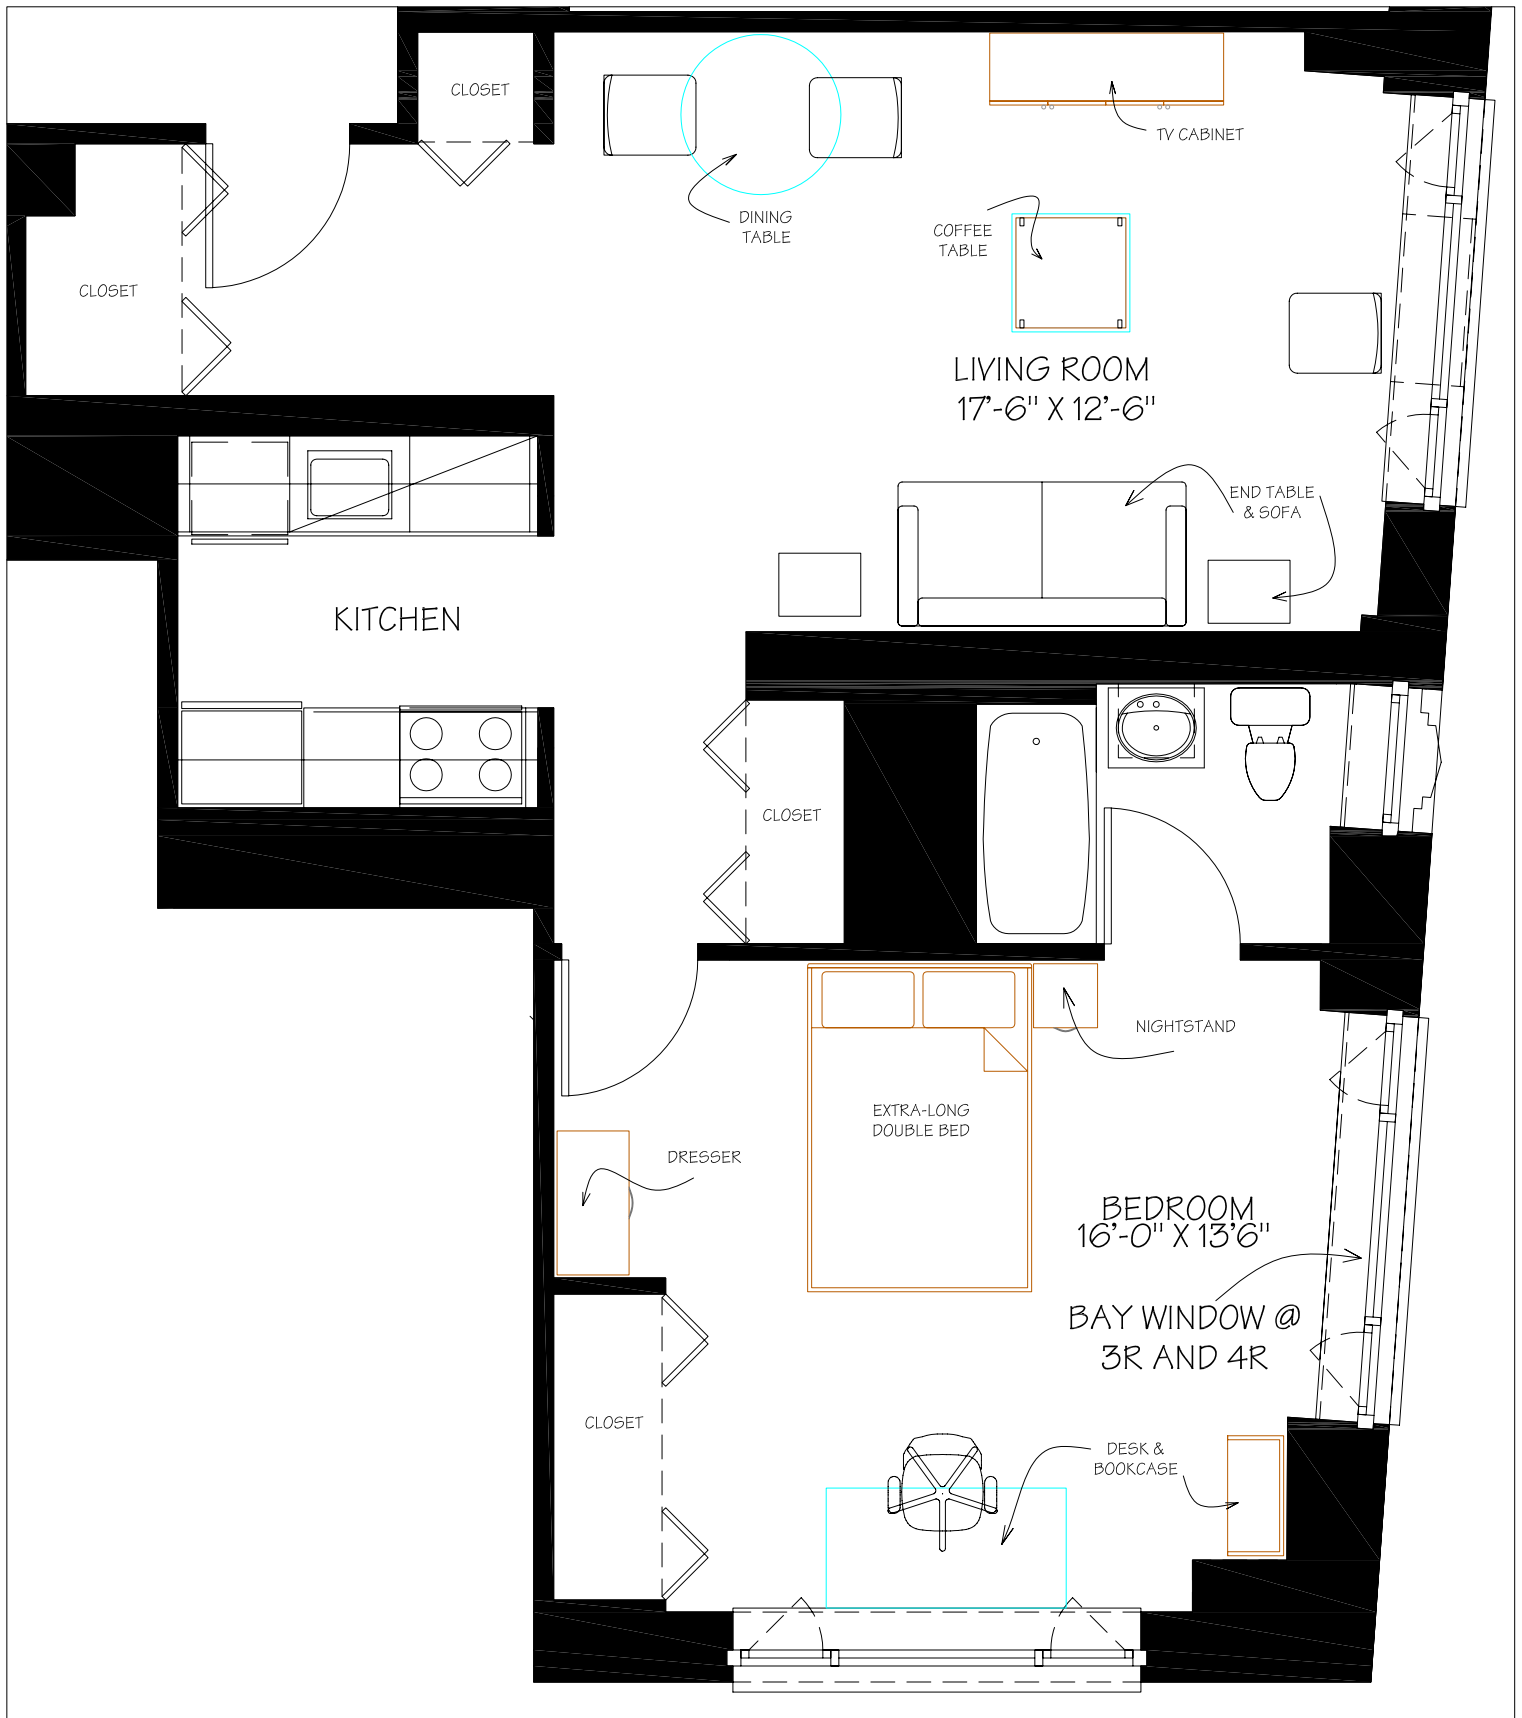 CLOSET
TV CABINET
DINING
TABLE
COFFEE
TABLE
CLOSET
LIVING ROOM
17'-6" X 12'-6"
END TABLE
& SOFA
KITCHEN
CLOSET
NIGHTSTAND
EXTRA-LONG
DOUBLE BED
DRESSER
BEDROOM
16'-0" X 13'6"
BAY WINDOW @
3R AND 4R
CLOSET
DESK &
BOOKCASE